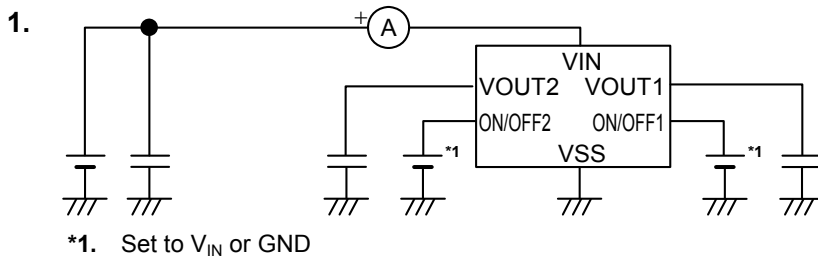 1.
+
A
VIN
VOUT2 VOUT1
ON/OFF2 ON/OFF1
*1 VSS *1
*1. Set to VIN or GND